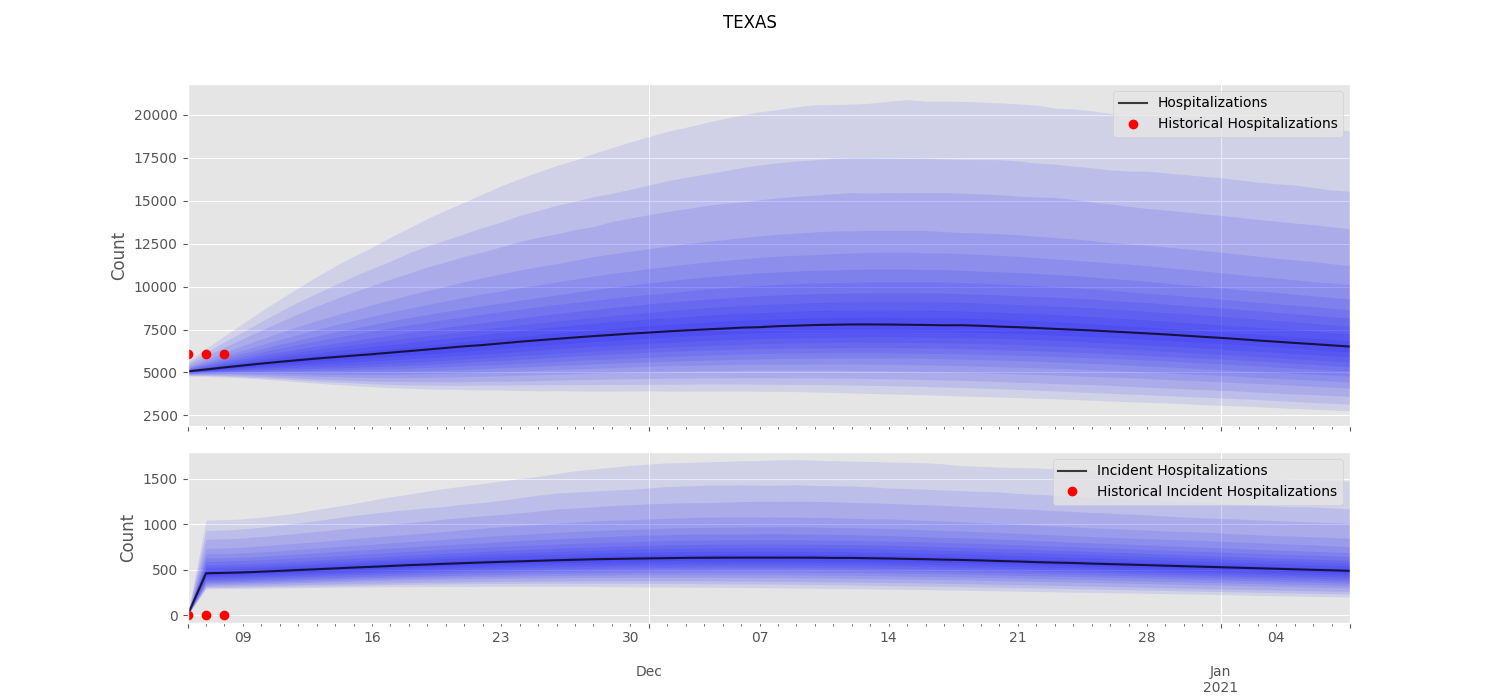 TEXAS
20000
17500
15000
12500
10000
7500
5000
2500
Count
Hospitalizations
Historical Hospitalizations
1500
1000
500
0
Count
Incident Hospitalizations
Historical Incident Hospitalizations
09 16 23 30 07 14 21 28 04
Dec Jan
2021